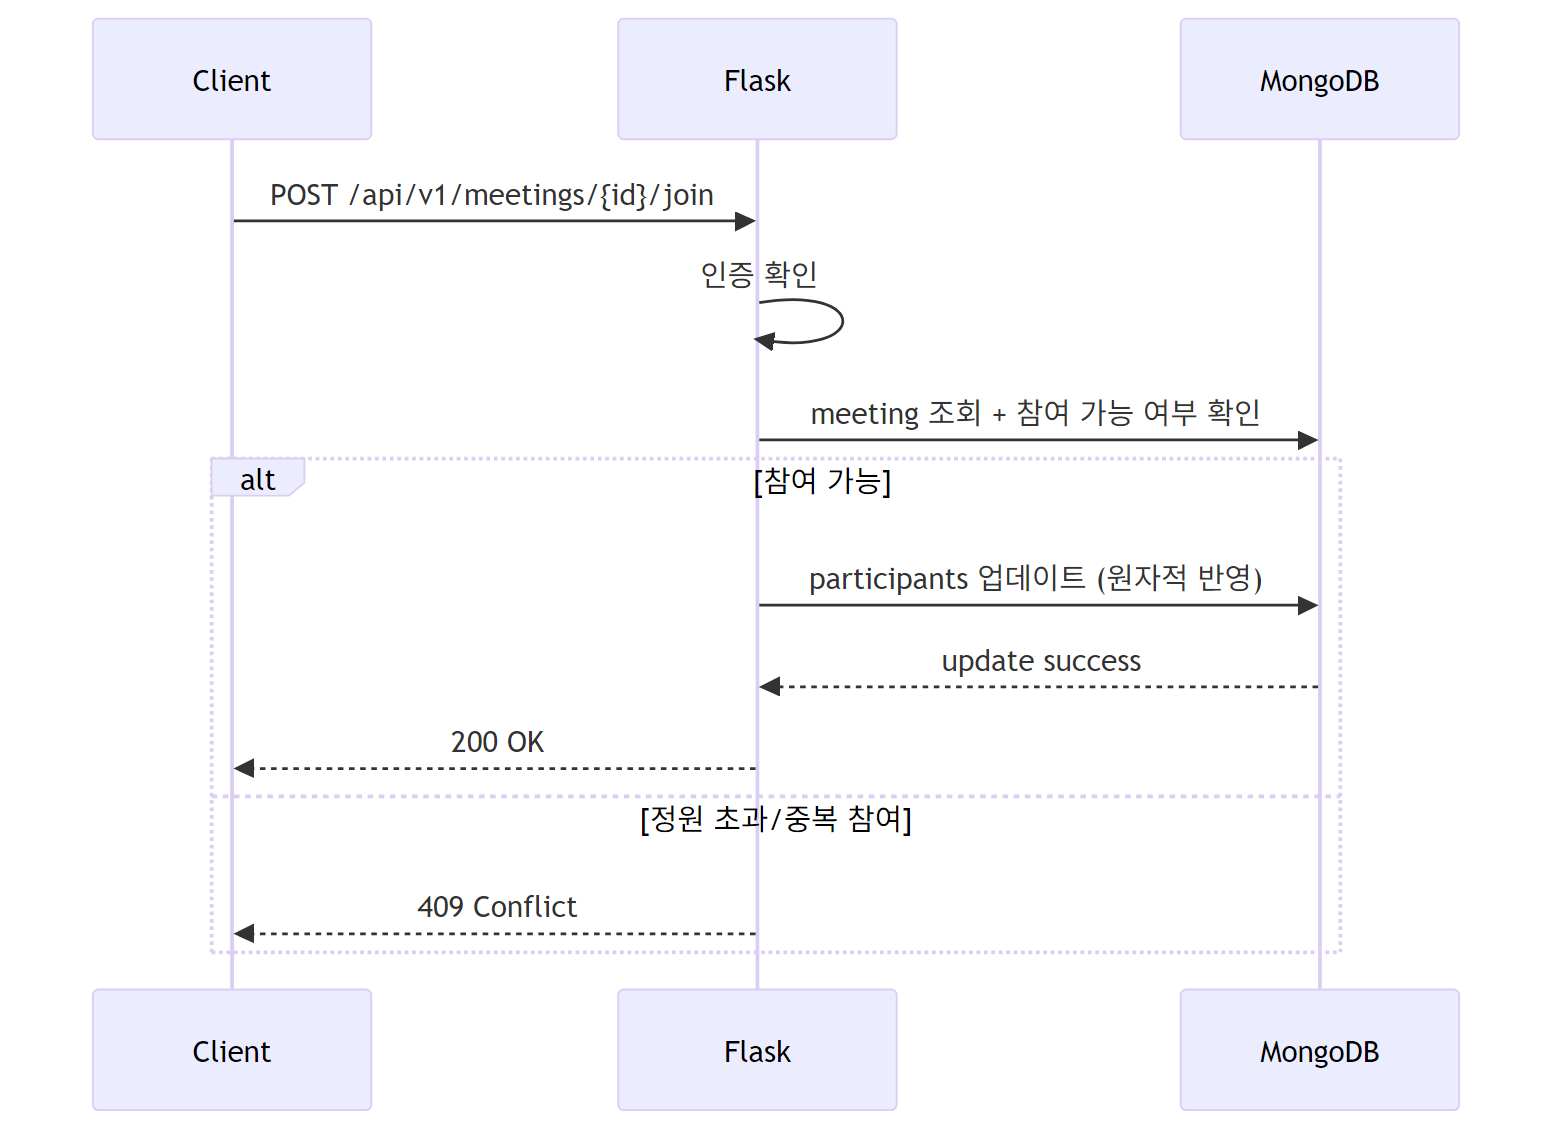 Client
Flask
MongoDB
POST /api/v1/meetings/{id}/join
인증 확인
meeting 조회 + 참여 가능 여부 확인
alt
[참여 가능]
participants 업데이트 (원자적 반영)
update success
200 OK
[정원 초과/중복 참여]
409 Conflict
Client
Flask
MongoDB